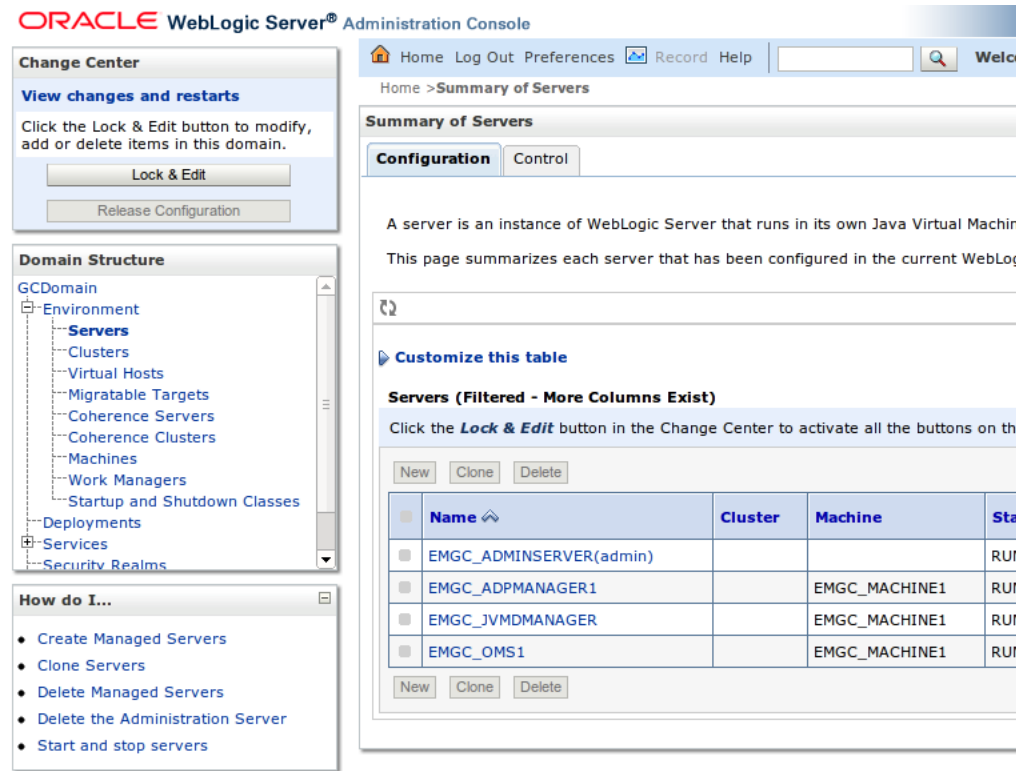 ORACLE WebLogic Server® Administration Console
Change Center
View changes and restarts
Click the Lock & Edit button to modify,
add or delete items in this domain.
Lock & Edit
Release Configuration
Domain Structure
GCDomain
Environment
Servers
Clusters
Virtual Hosts
Migratable Targets
Coherence Servers
Coherence Clusters
Machines
Work Managers
Startup and Shutdown Classes
Deployments
Services
Security Realms
How do I...
Create Managed Servers
Clone Servers
Delete Managed Servers
Delete the Administration Server
Start and stop servers
Home Log Out Preferences Record Help
Home >Summary of Servers
Summary of Servers
Configuration Control
A server is an instance of WebLogic Server that runs in its own Java Virtual
This page summarizes each server that has been configured in the current
Customize this table
Servers (Filtered - More Columns Exist)
Click the Lock & Edit button in the Change Center to activate all the buttons on
New Clone Delete
Name Cluster Machine
EMGC_ADMINSERVER(admin)
EMGC_ADPMANAGER1 EMGC_MACHINE1
EMGC_JVMDMANAGER EMGC_MACHINE1
EMGC_OMS1 EMGC_MACHINE1
New Clone Delete